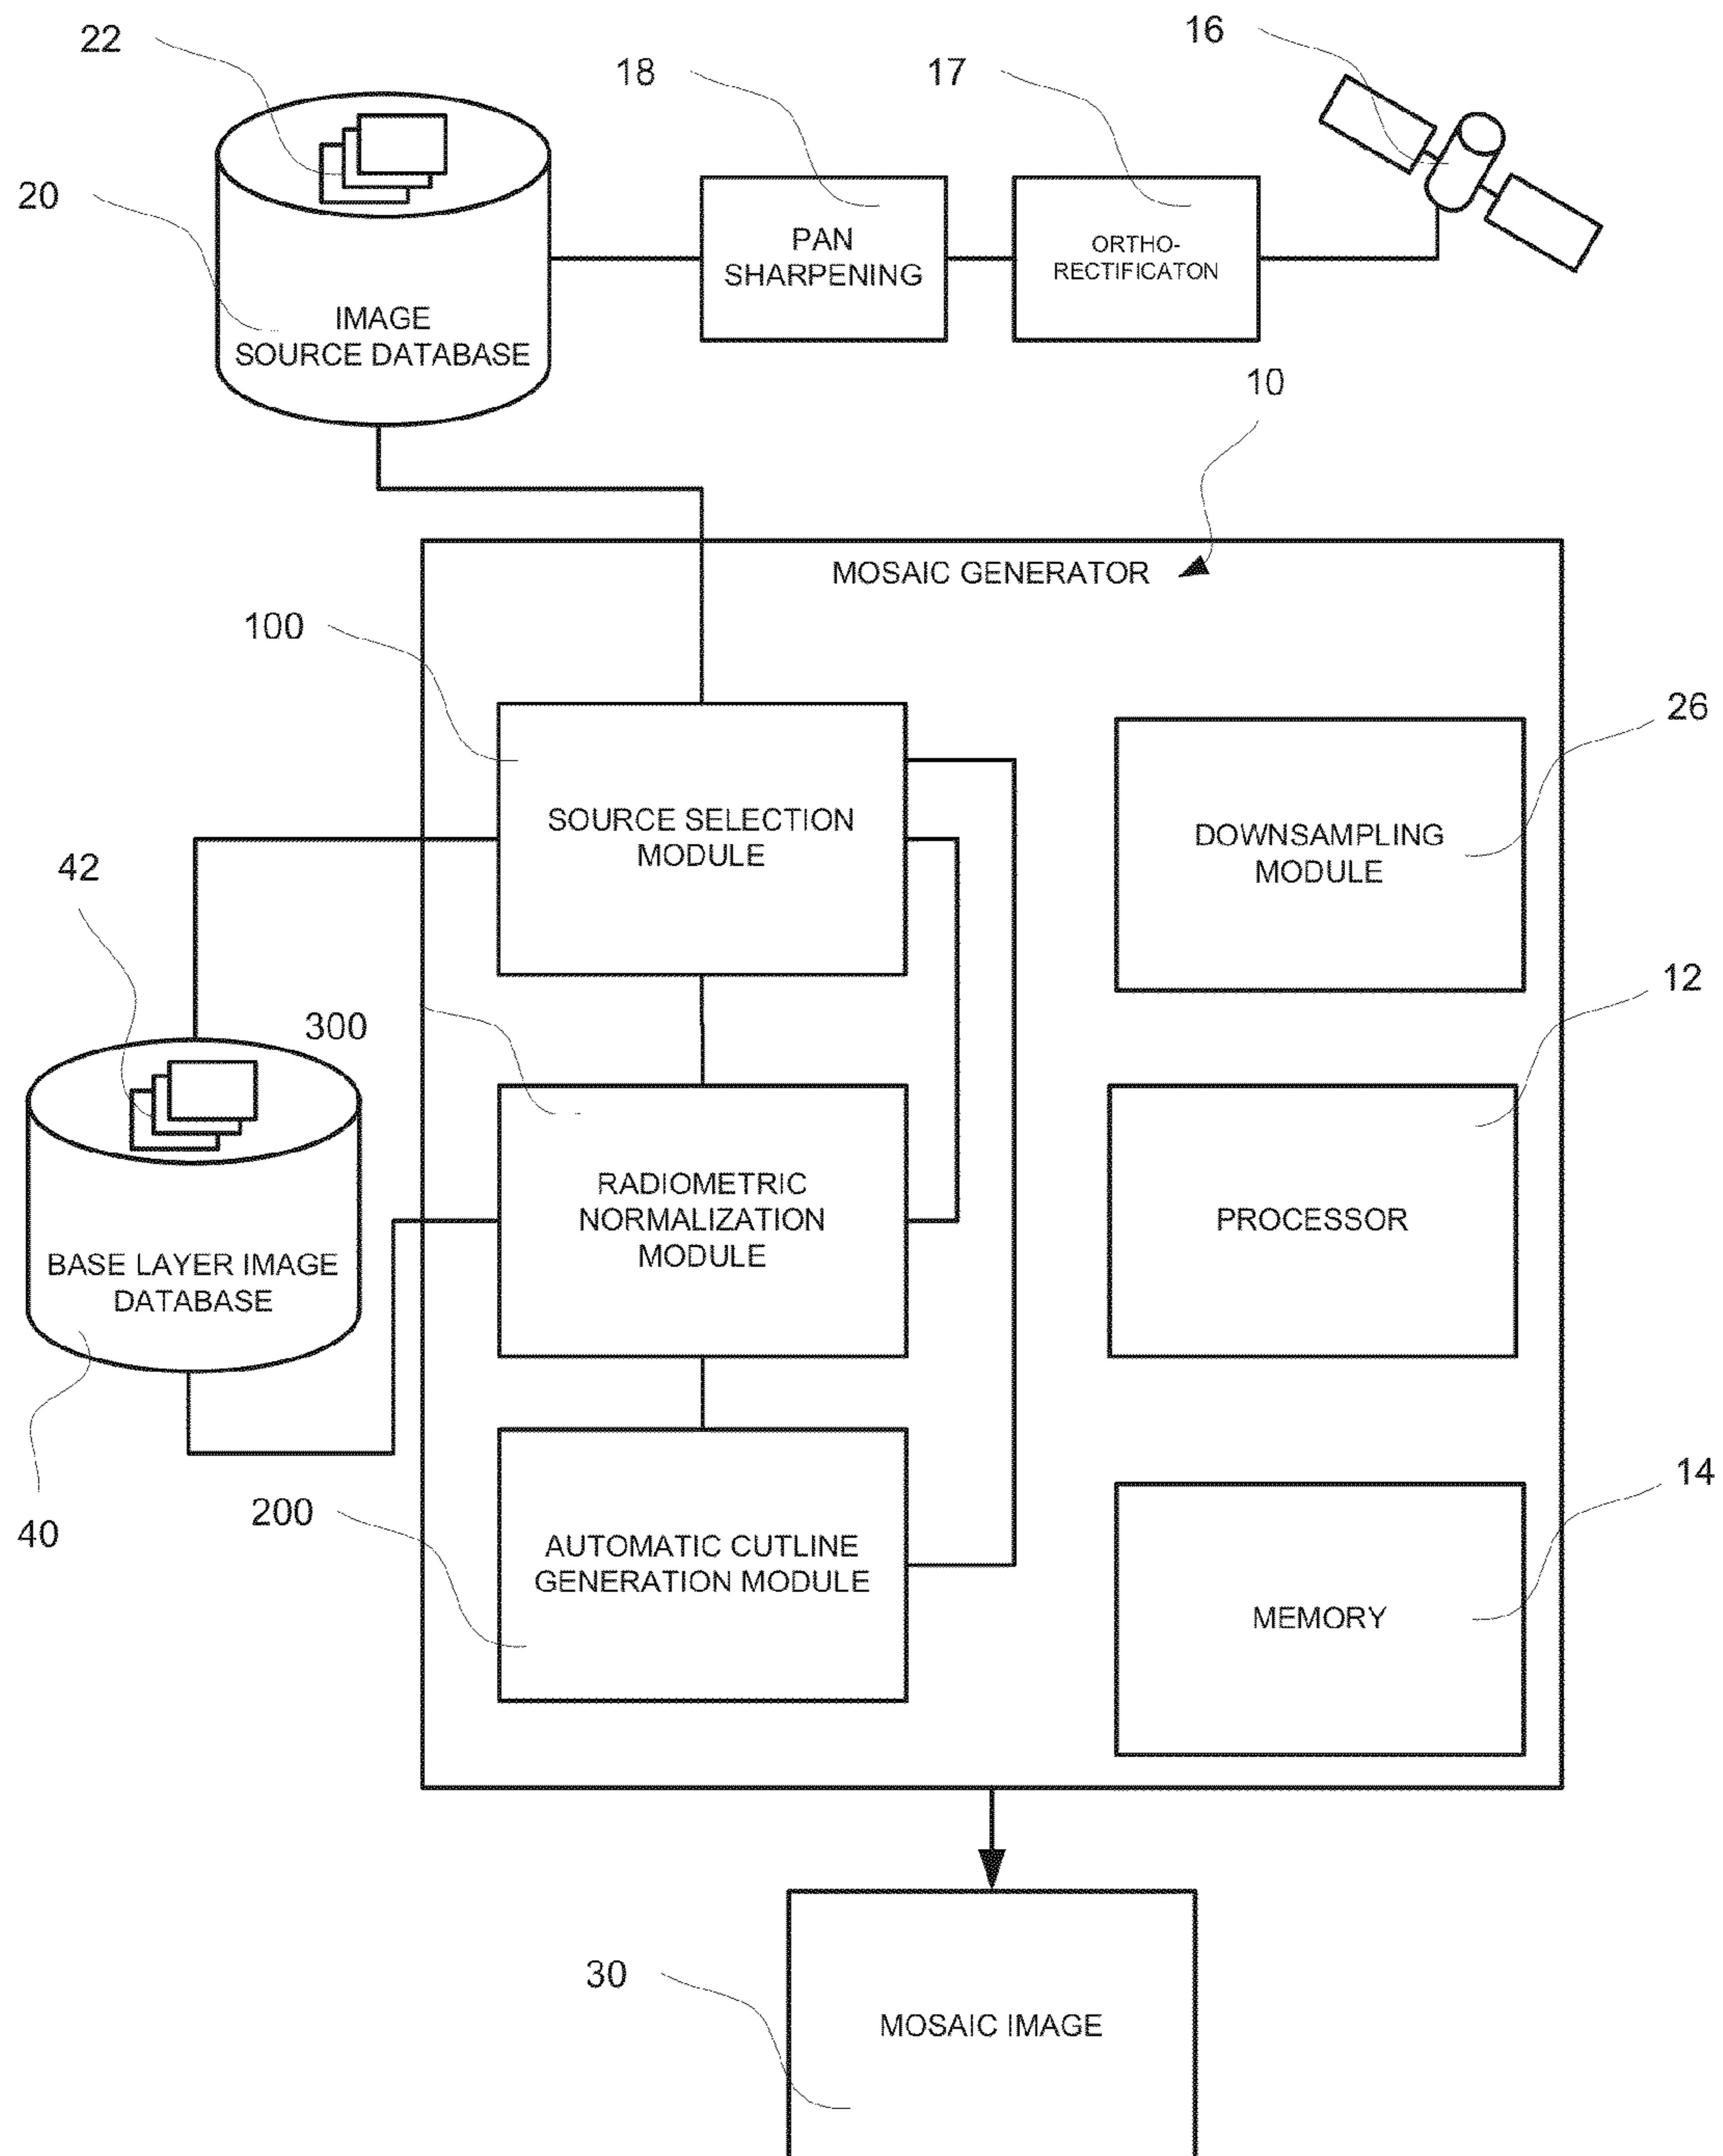 22
18
17
16
20
PAN
SHARPENING
ORTHO-
RECTIFICATON
IMAGE
SOURCE DATABASE
10
MOSAIC GENERATOR
100
26
SOURCE SELECTION
MODULE
DOWNSAMPLING
MODULE
42
12
300
RADIOMETRIC
NORMALIZATION
MODULE
PROCESSOR
BASE LAYER IMAGE
DATABASE
14
200
40
AUTOMATIC CUTLINE
GENERATION MODULE
MEMORY
30
MOSAIC IMAGE